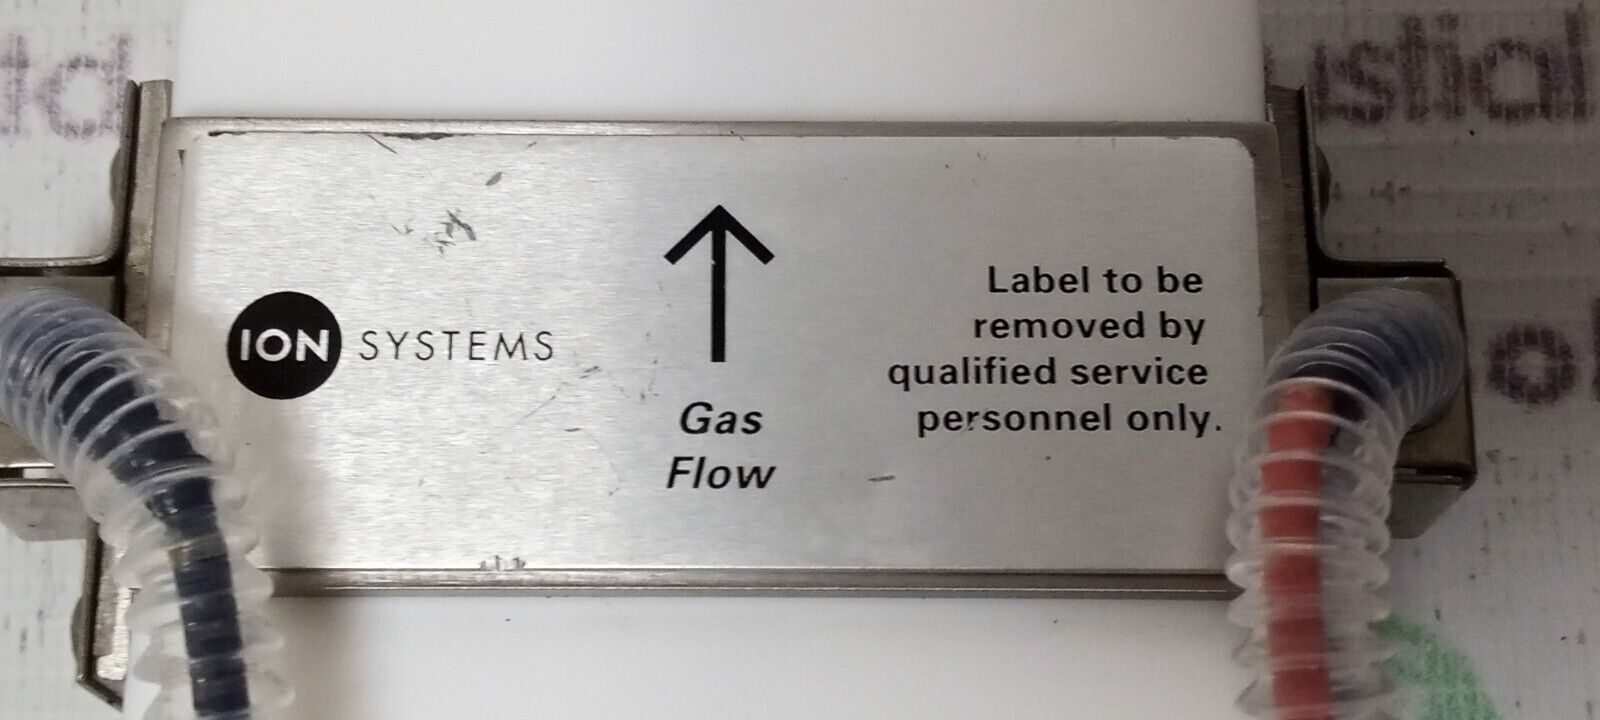 ION SYSTEMS
Gas
Flow
Label to be
removed by
qualified service
personnel only.